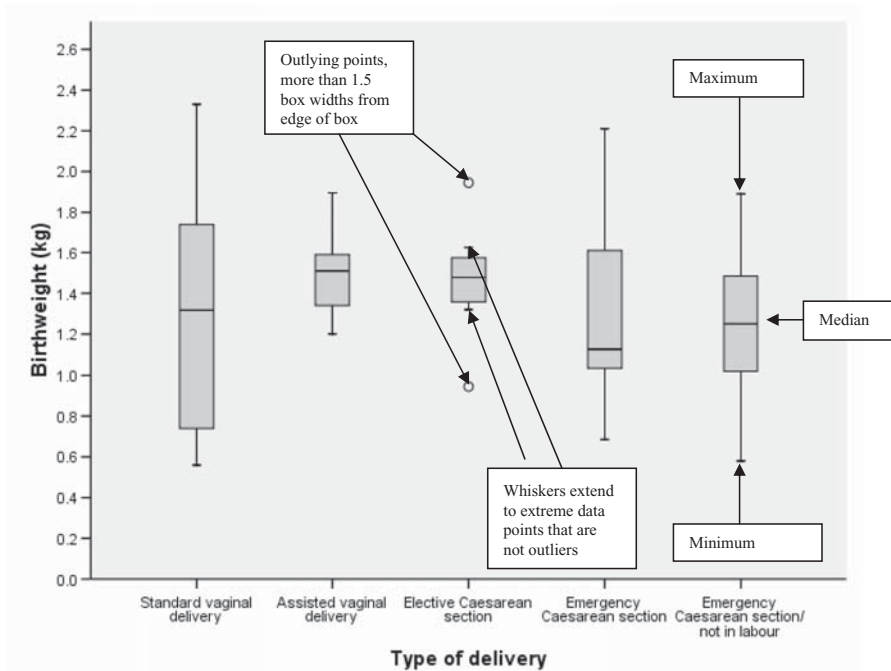 2.6
2.4
2.2
2.0
1.8
1.6
1.4
1.2
1.0
0.8
0.6
0.4
0.2
0.0
Birthweight (kg)
Outlying points,
more than 1.5
box widths from
edge of box
Maximum
Median
Whiskers extend
to extreme data
points that are
not outliers
Minimum
Standard vaginal
delivery
Assisted vaginal
delivery
Elective Caesarean
section
Emergency
Caesarean section
Emergency
Caesarean section/
not in labour
Type of delivery